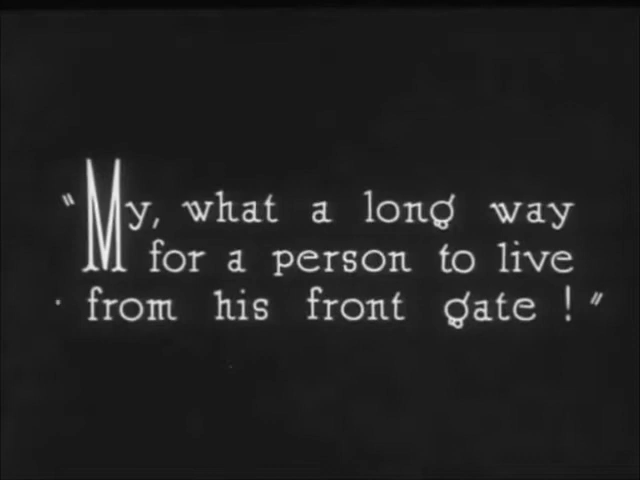 "My, what a long way
for a person to live
from his front gate!"